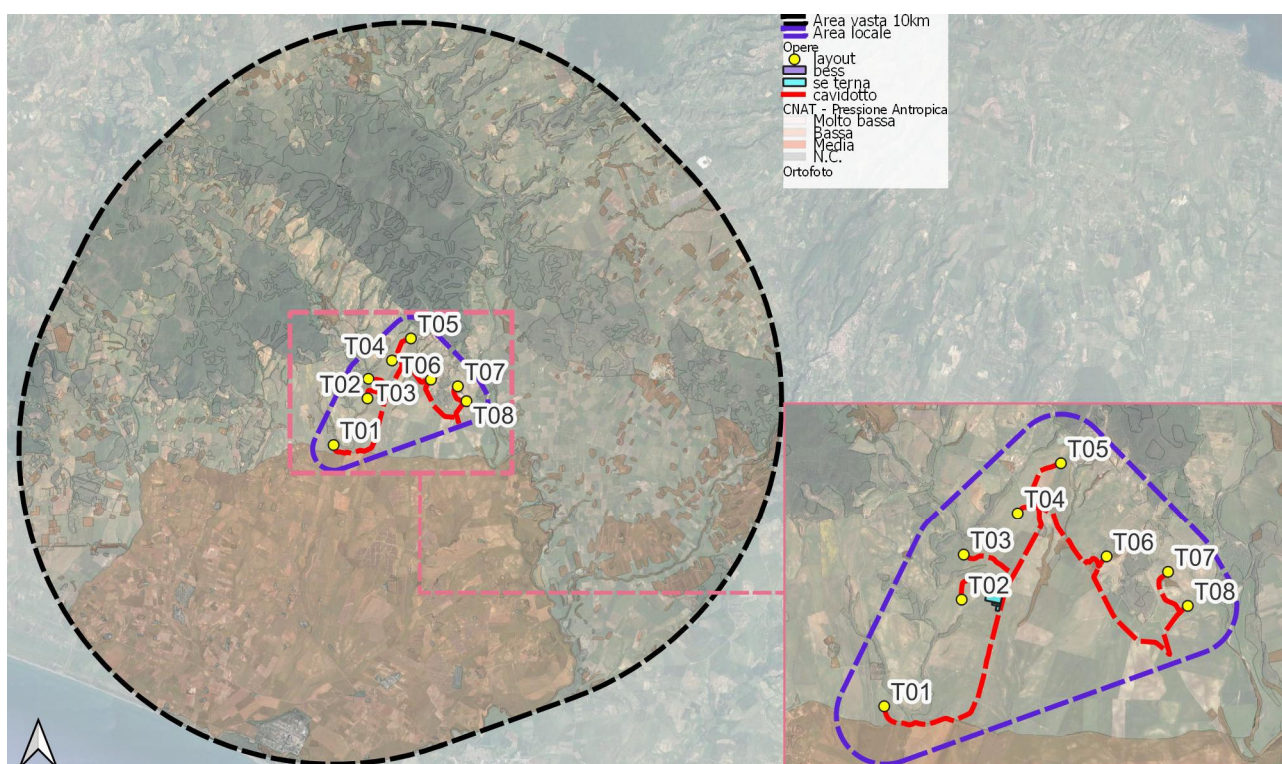 Area vasta 10km
Area locale
Opere
layout
bess
se terna
cavidotto
CNAT - Pressione Antropica
Molto bassa
Bassa
Media
N.C.
Ortofoto
T05
T04
T06
T07
T02
T03
T08
T01
T05
T04
T03
T06
T07
T02
T08
T01